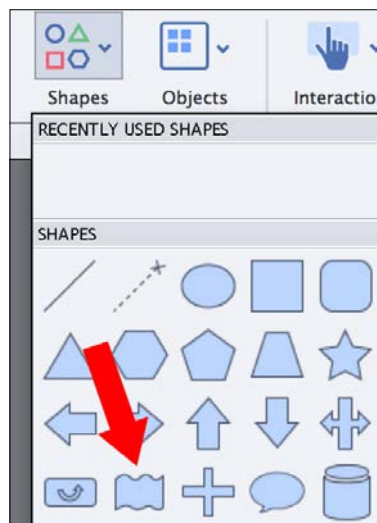 Shapes
Objects
Interactio
RECENTLY USED SHAPES
SHAPES